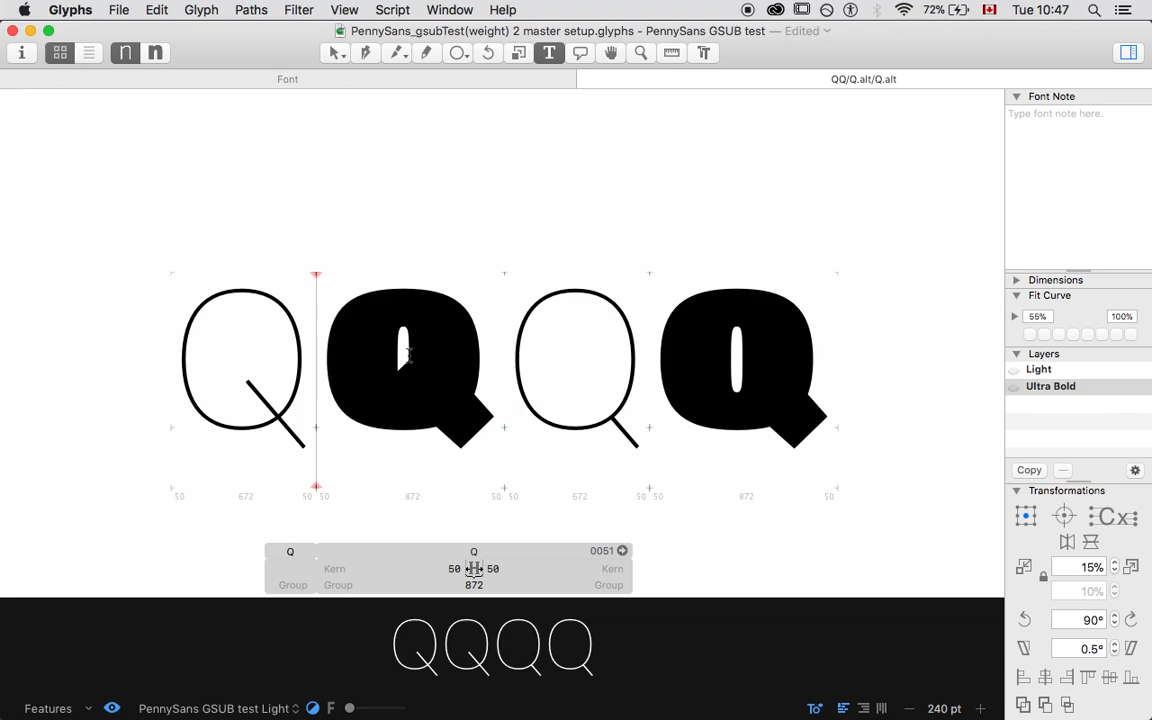 Glyphs File Edit Glyph Paths Filter View Script Window Help 72% Tue 10:47
PennySans_gsubTest(weight) 2 master setup.glyphs - PennySans GSUB test — Edited
i n n T
Font QQ/Q.alt/Q.alt
Font Note
Type font note here.
Q Q Q Q
Dimensions
Fit Curve
55% 100%
Layers
Light
Ultra Bold
Copy
50 672 50 50 872 50 50 672 50 50 872 50
Transformations
Q Q 0051
Kern 50 H 50 Kern
Group Group 872 Group
15%
10%
90°
0.5°
QQQQ
Features PennySans GSUB test Light F To 240 pt